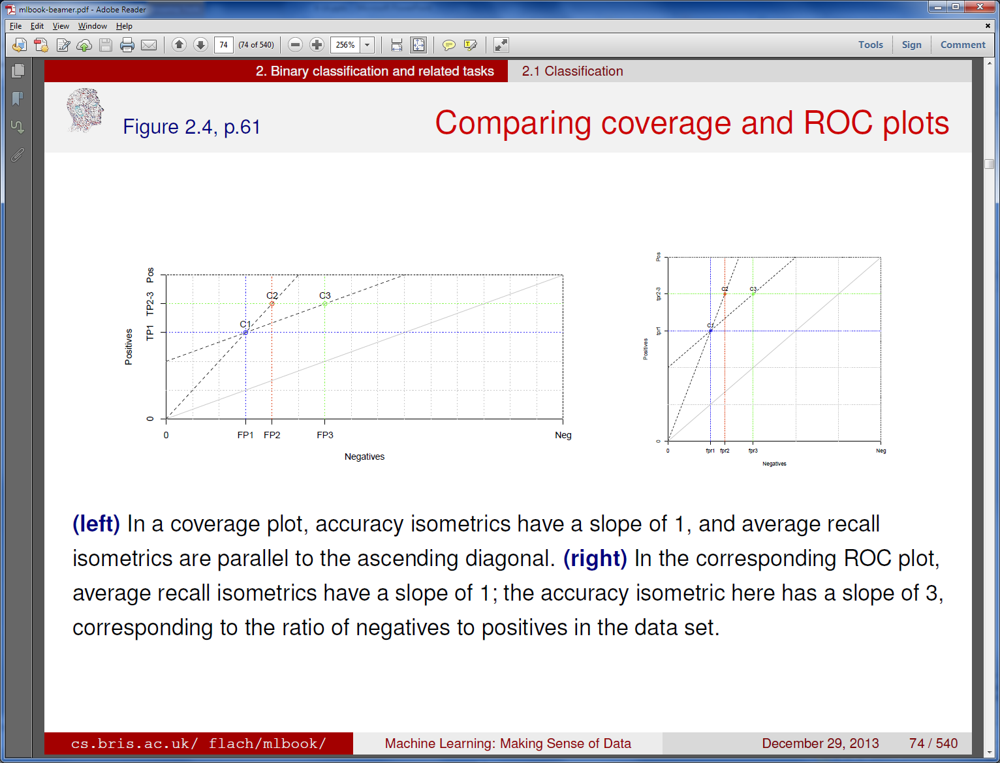 mlbook-beamer.pdf - Adobe Reader
File Edit View Window Help
74 (74 of 540) 256% Tools Sign Comment
2. Binary classification and related tasks 2.1 Classification
Figure 2.4, p.61 Comparing coverage and ROC plots
Pos
TP2-3
TP1
0
Positives
C1
C2
C3
0 FP1 FP2 FP3 Neg
Negatives
Pos
0
Positives
C2
C3
0 fpr1 fpr2 fpr3 Neg
Negatives
(left) In a coverage plot, accuracy isometrics have a slope of 1, and average recall
isometrics are parallel to the ascending diagonal. (right) In the corresponding ROC plot,
average recall isometrics have a slope of 1; the accuracy isometric here has a slope of 3,
corresponding to the ratio of negatives to positives in the data set.
cs.bris.ac.uk/ flach/mlbook/ Machine Learning: Making Sense of Data December 29, 2013 74 / 540